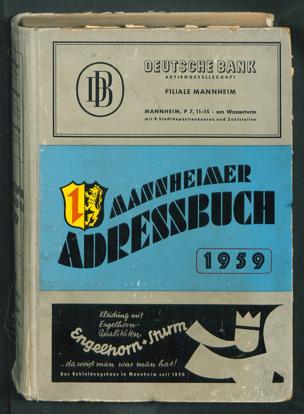 DB
DEUTSCHE BANK
AKTIENGESELLSCHAFT
FILIALE MANNHEIM
MANNHEIM, P 7, 11-15 - am Wasserturm
mit 8 Stadtdepositenkassen und Zahlstellen
MANNHEIMER
ADRESSBUCH
1959
Kleidung mit
Engelhorn-
Qualitäten
Engelhorn + Sturm
... da weiß man was man hat!
Das Bekleidungshaus in Mannheim seit 1890